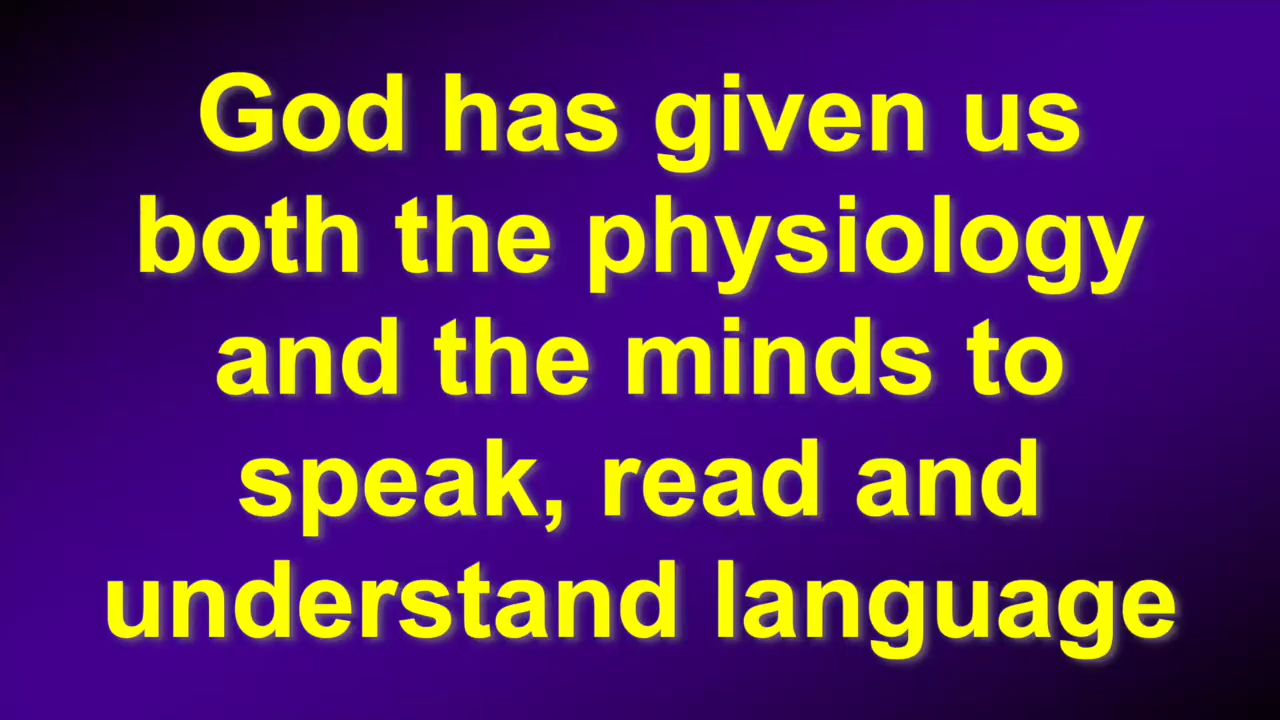 God has given us
both the physiology
and the minds to
speak, read and
understand language